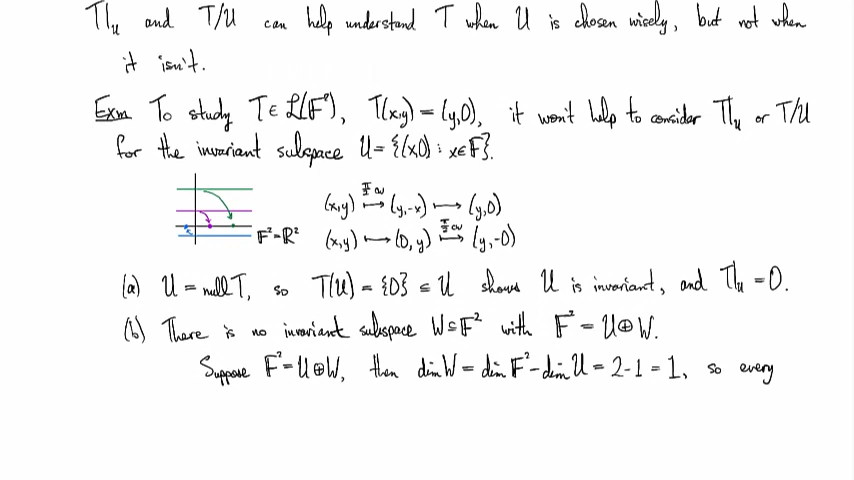 T|_U and T/U can help understand T when U is chosen wisely, but not when
it isn't.
Exm To study T∈ℒ(𝔽²), T(x,y) = (y,0), it won't help to consider T|_U or T/U
for the invariant subspace U = {(x,0) : x∈𝔽}.
(x,y) ↦ (y,-x) ↦ (y,0)
𝔽²=ℝ²
(x,y) ↦ (0,y) ↦ (y,-0)
(a) U = null T, so T(U) = {0} ⊆ U shows U is invariant, and T|_U = 0.
(b) There is no invariant subspace W⊆𝔽² with 𝔽² = U⊕W.
Suppose 𝔽² = U⊕W, then dim W = dim 𝔽² - dim U = 2-1 = 1, so every